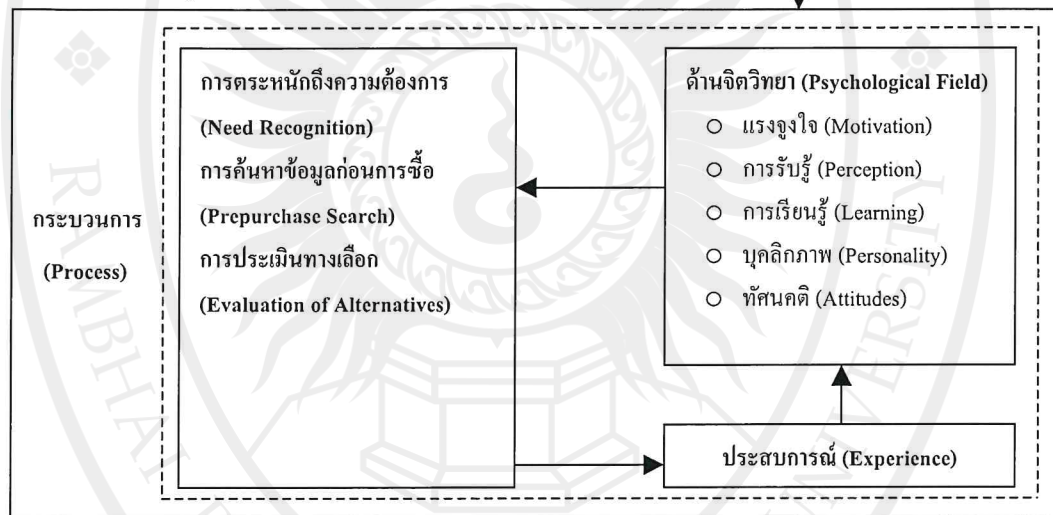 กระบวนการ
(Process)
การตระหนักถึงความต้องการ
(Need Recognition)
การค้นหาข้อมูลก่อนการซื้อ
(Prepurchase Search)
การประเมินทางเลือก
(Evaluation of Alternatives)
ด้านจิตวิทยา (Psychological Field)
แรงจูงใจ (Motivation)
การรับรู้ (Perception)
การเรียนรู้ (Learning)
บุคลิกภาพ (Personality)
ทัศนคติ (Attitudes)
ประสบการณ์ (Experience)